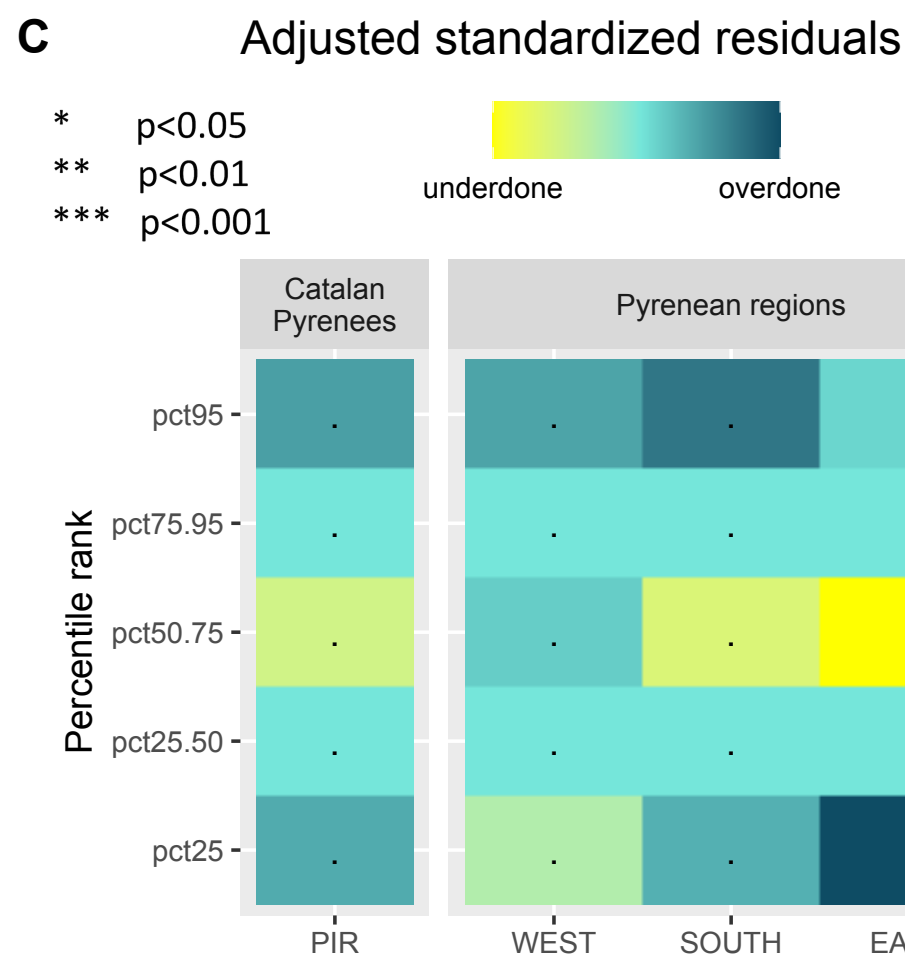 C Adjusted standardized residuals
* p<0.05
** p<0.01
*** p<0.001
underdone overdone
Catalan
Pyrenees
Pyrenean regions
Percentile rank
pct95
pct75.95
pct50.75
pct25.50
pct25
PIR WEST SOUTH